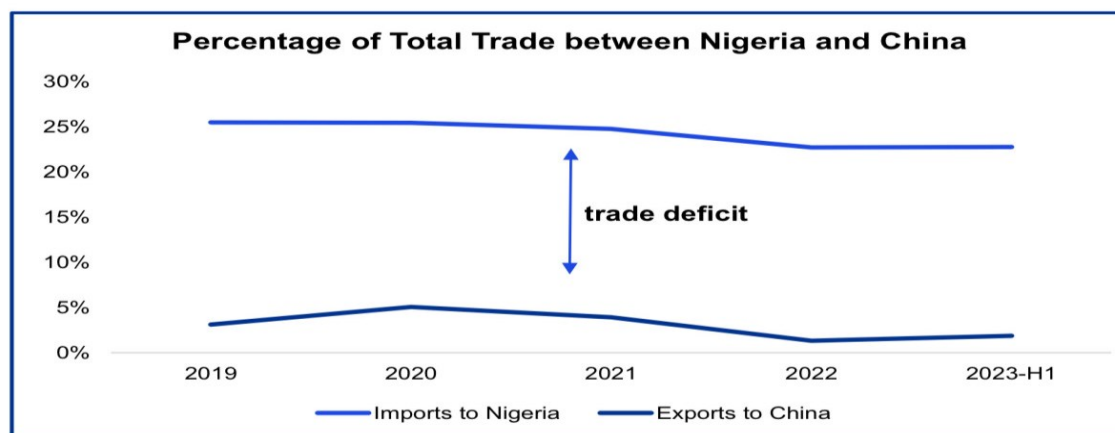 Percentage of Total Trade between Nigeria and China
30%
25%
20%
15%
trade deficit
10%
5%
0%
2019 2020 2021 2022 2023-H1
Imports to Nigeria Exports to China